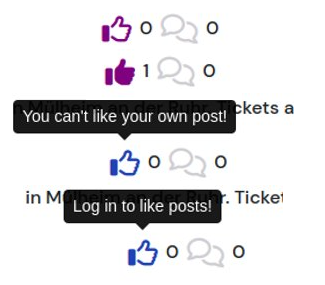 0 0
1 0
Mülheim an der Ruhr. Tickets a
You can't like your own post!
0 0
in Mülheim an der Ruhr. Ticket
Log in to like posts!
0 0